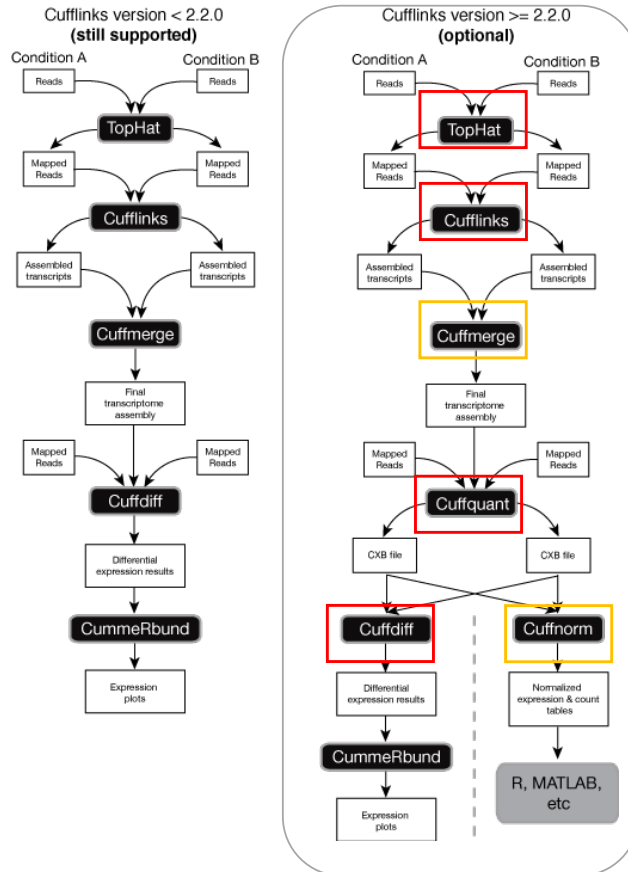 Cufflinks version < 2.2.0
(still supported)
Condition A
Condition B
Reads
Reads
TopHat
Mapped
Reads
Mapped
Reads
Cufflinks
Assembled
transcripts
Assembled
transcripts
Cuffmerge
Final
transcriptome
assembly
Mapped
Reads
Mapped
Reads
Cuffdiff
Differential
expression results
CummeRbund
Expression
plots
Cufflinks version >= 2.2.0
(optional)
Condition A
Condition B
Reads
Reads
TopHat
Mapped
Reads
Mapped
Reads
Cufflinks
Assembled
transcripts
Assembled
transcripts
Cuffmerge
Final
transcriptome
assembly
Mapped
Reads
Mapped
Reads
Cuffquant
CXB file
CXB file
Cuffdiff
Cuffnorm
Differential
expression results
Normalized
expression & count
tables
CummeRbund
R, MATLAB,
etc
Expression
plots